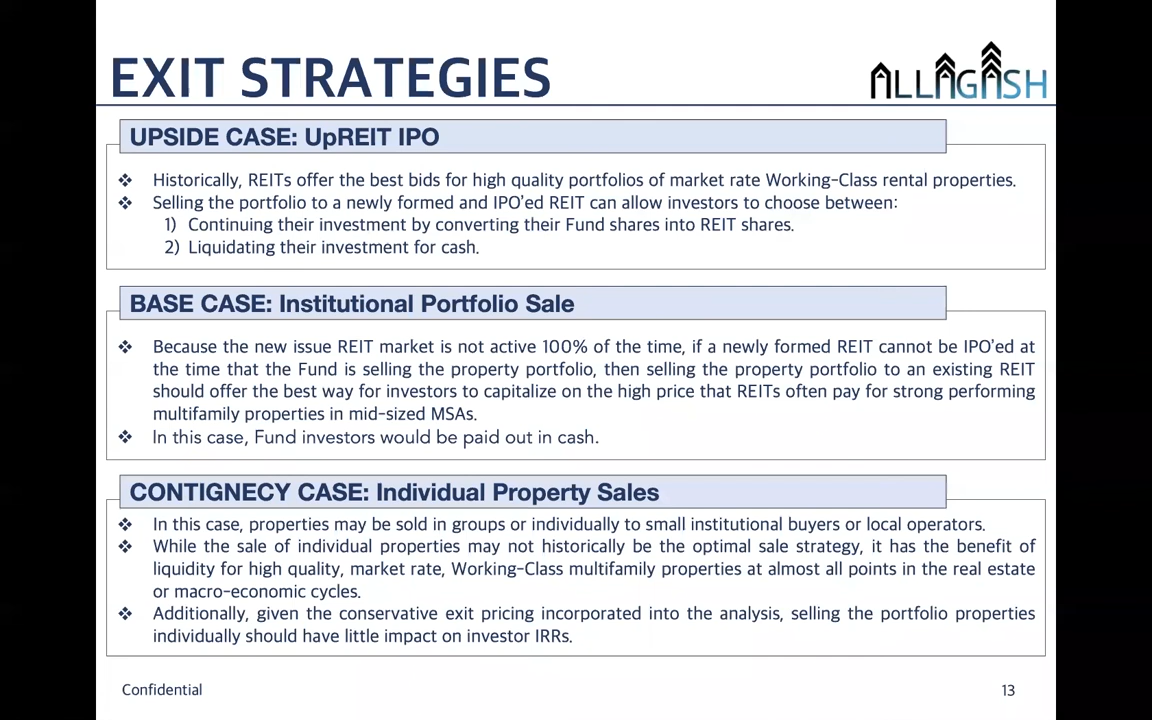 EXIT STRATEGIES
ALLAGASH
UPSIDE CASE: UpREIT IPO
❖ Historically, REITs offer the best bids for high quality portfolios of market rate Working-Class rental properties.
❖ Selling the portfolio to a newly formed and IPO'ed REIT can allow investors to choose between:
1) Continuing their investment by converting their Fund shares into REIT shares.
2) Liquidating their investment for cash.
BASE CASE: Institutional Portfolio Sale
❖ Because the new issue REIT market is not active 100% of the time, if a newly formed REIT cannot be IPO'ed at
the time that the Fund is selling the property portfolio, then selling the property portfolio to an existing REIT
should offer the best way for investors to capitalize on the high price that REITs often pay for strong performing
multifamily properties in mid-sized MSAs.
❖ In this case, Fund investors would be paid out in cash.
CONTIGNECY CASE: Individual Property Sales
❖ In this case, properties may be sold in groups or individually to small institutional buyers or local operators.
❖ While the sale of individual properties may not historically be the optimal sale strategy, it has the benefit of
liquidity for high quality, market rate, Working-Class multifamily properties at almost all points in the real estate
or macro-economic cycles.
❖ Additionally, given the conservative exit pricing incorporated into the analysis, selling the portfolio properties
individually should have little impact on investor IRRs.
Confidential
13